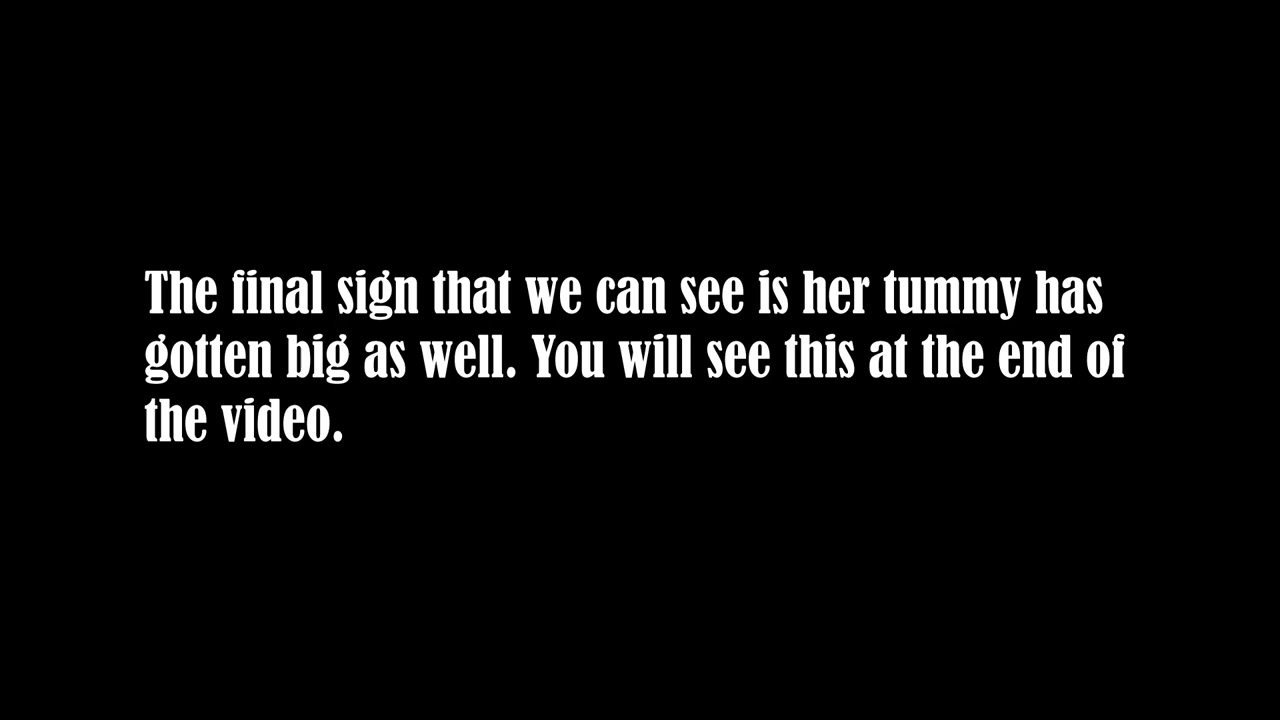 The final sign that we can see is her tummy has
gotten big as well. You will see this at the end of
the video.